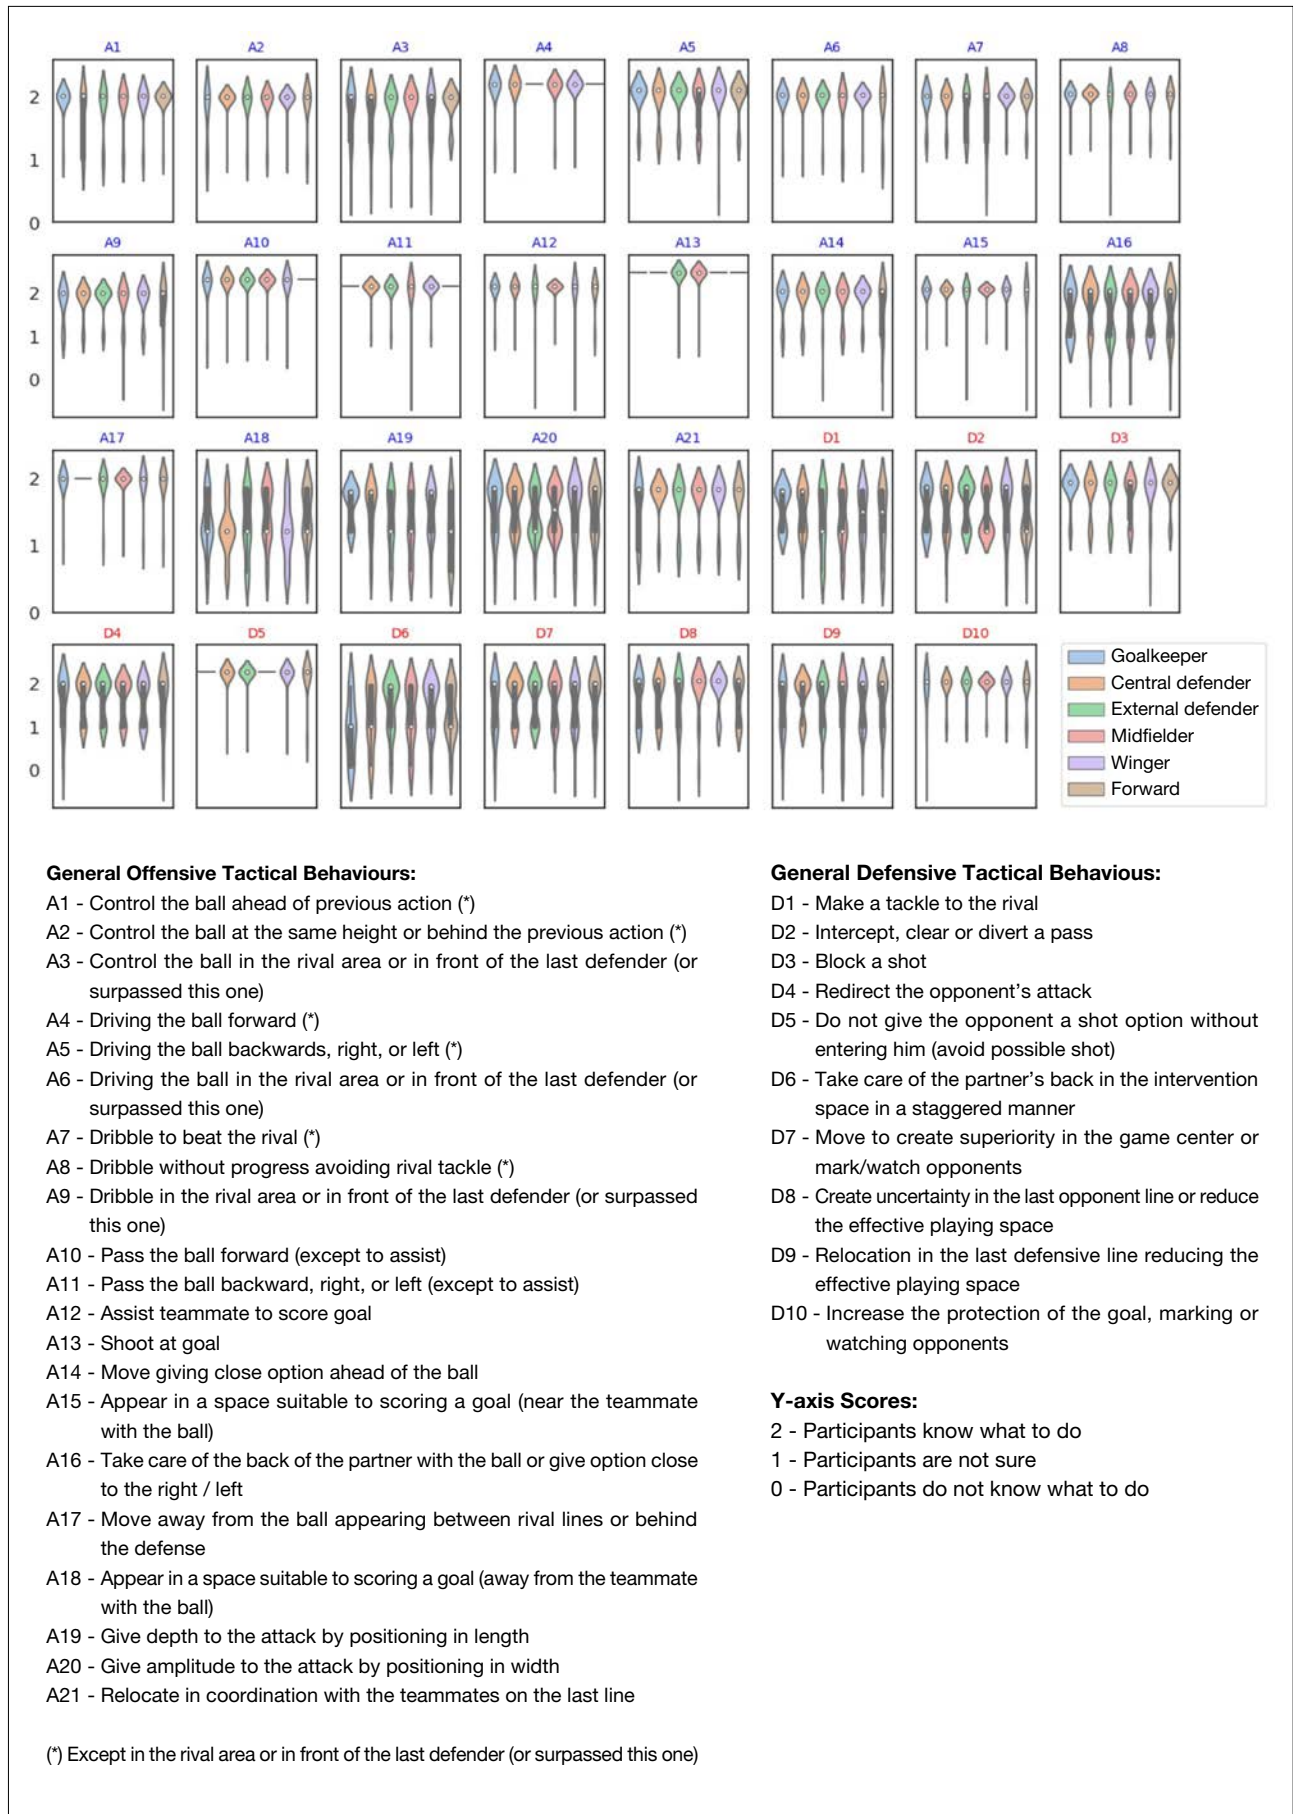 A1 A2 A3 A4 A5 A6 A7 A8
2
1
0
A9 A10 A11 A12 A13 A14 A15 A16
2
1
0
A17 A18 A19 A20 A21 D1 D2 D3
2
1
0
D4 D5 D6 D7 D8 D9 D10
2
1
0
Goalkeeper
Central defender
External defender
Midfielder
Winger
Forward
General Offensive Tactical Behaviours:
A1 - Control the ball ahead of previous action (*)
A2 - Control the ball at the same height or behind the previous action (*)
A3 - Control the ball in the rival area or in front of the last defender (or
surpassed this one)
A4 - Driving the ball forward (*)
A5 - Driving the ball backwards, right, or left (*)
A6 - Driving the ball in the rival area or in front of the last defender (or
surpassed this one)
A7 - Dribble to beat the rival (*)
A8 - Dribble without progress avoiding rival tackle (*)
A9 - Dribble in the rival area or in front of the last defender (or surpassed
this one)
A10 - Pass the ball forward (except to assist)
A11 - Pass the ball backward, right, or left (except to assist)
A12 - Assist teammate to score goal
A13 - Shoot at goal
A14 - Move giving close option ahead of the ball
A15 - Appear in a space suitable to scoring a goal (near the teammate
with the ball)
A16 - Take care of the back of the partner with the ball or give option close
to the right / left
A17 - Move away from the ball appearing between rival lines or behind
the defense
A18 - Appear in a space suitable to scoring a goal (away from the teammate
with the ball)
A19 - Give depth to the attack by positioning in length
A20 - Give amplitude to the attack by positioning in width
A21 - Relocate in coordination with the teammates on the last line
(*) Except in the rival area or in front of the last defender (or surpassed this one)
General Defensive Tactical Behavious:
D1 - Make a tackle to the rival
D2 - Intercept, clear or divert a pass
D3 - Block a shot
D4 - Redirect the opponent's attack
D5 - Do not give the opponent a shot option without
entering him (avoid possible shot)
D6 - Take care of the partner's back in the intervention
space in a staggered manner
D7 - Move to create superiority in the game center or
mark/watch opponents
D8 - Create uncertainty in the last opponent line or reduce
the effective playing space
D9 - Relocation in the last defensive line reducing the
effective playing space
D10 - Increase the protection of the goal, marking or
watching opponents
Y-axis Scores:
2 - Participants know what to do
1 - Participants are not sure
0 - Participants do not know what to do